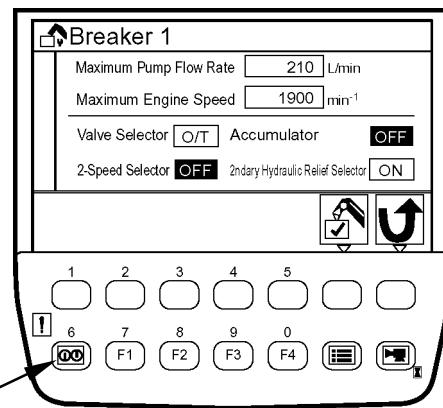 Breaker 1
Maximum Pump Flow Rate 210 L/min
Maximum Engine Speed 1900 min-1
Valve Selector O/T Accumulator OFF
2-Speed Selector OFF 2ndary Hydraulic Relief Selector ON
1 2 3 4 5
!
6 7 8 9 0
F1 F2 F3 F4